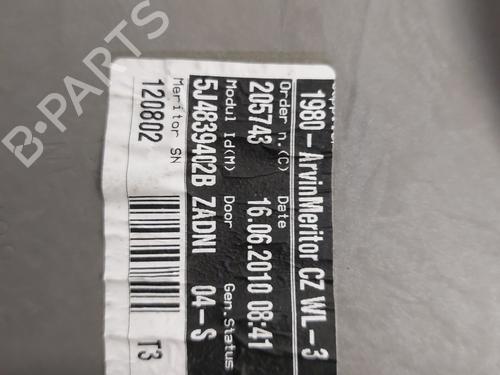 1980-ArvinMeritor CZ WL-3
Order n.(C) Date
205743 16.06.2010 08:41
Modul Id(M) Door Gen.Status
5J4839402B ZADNI 04-S
Meritor SN
120802 T3
B-PARTS